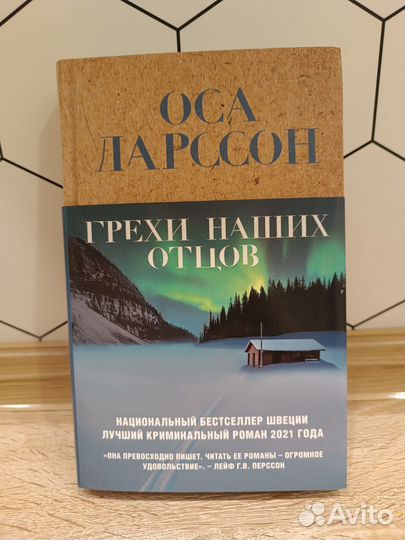 ОСА
ЛАРССОН
ГРЕХИ НАШИХ
ОТЦОВ
НАЦИОНАЛЬНЫЙ БЕСТСЕЛЛЕР ШВЕЦИИ
ЛУЧШИЙ КРИМИНАЛЬНЫЙ РОМАН 2021 ГОДА
«ОНА ПРЕВОСХОДНО ПИШЕТ. ЧИТАТЬ ЕЕ РОМАНЫ – ОГРОМНОЕ
УДОВОЛЬСТВИЕ». – ЛЕЙФ Г.В. ПЕРССОН
Avito